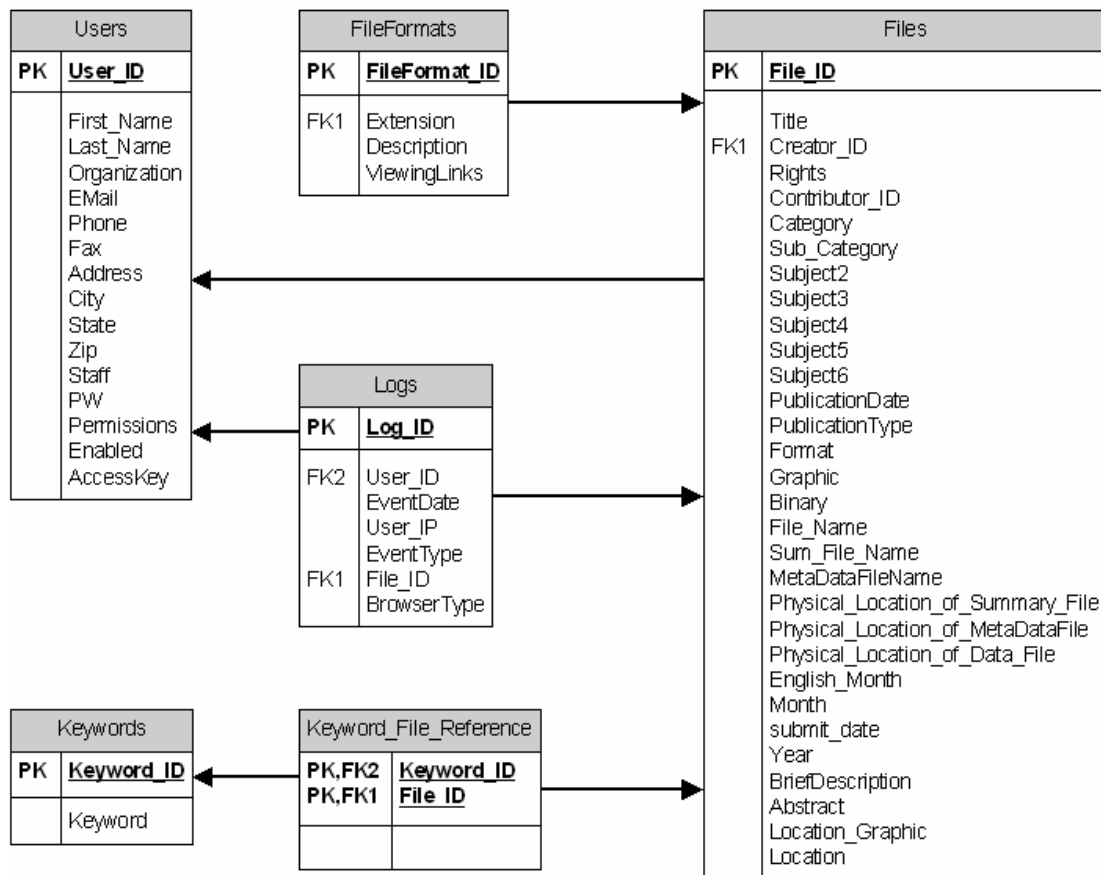 Users
PK User_ID
First_Name
Last_Name
Organization
EMail
Phone
Fax
Address
City
State
Zip
Staff
PW
Permissions
Enabled
AccessKey
FileFormats
PK FileFormat_ID
FK1 Extension
Description
ViewingLinks
Logs
PK Log_ID
FK2 User_ID
EventDate
User_IP
EventType
FK1 File_ID
BrowserType
Keywords
PK Keyword_ID
Keyword
Keyword_File_Reference
PK,FK2 Keyword_ID
PK,FK1 File_ID
Files
PK File_ID
Title
FK1 Creator_ID
Rights
Contributor_ID
Category
Sub_Category
Subject2
Subject3
Subject4
Subject5
Subject6
PublicationDate
PublicationType
Format
Graphic
Binary
File_Name
Sum_File_Name
MetaDataFileName
Physical_Location_of_Summary_File
Physical_Location_of_MetaDataFile
Physical_Location_of_Data_File
English_Month
Month
submit_date
Year
BriefDescription
Abstract
Location_Graphic
Location